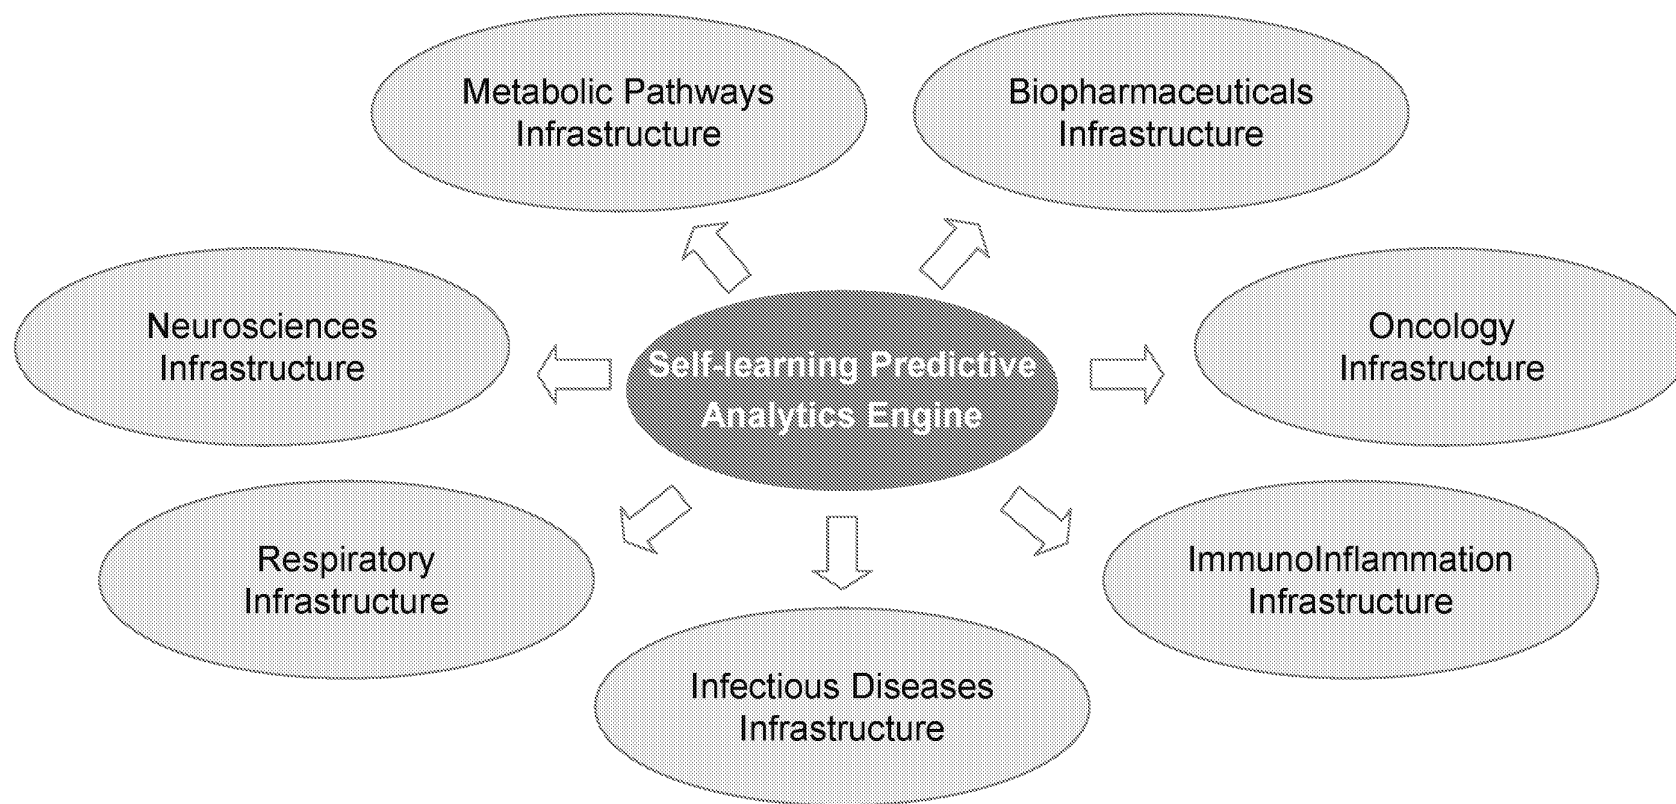 Metabolic Pathways
Infrastructure
Biopharmaceuticals
Infrastructure
Neurosciences
Infrastructure
Self-learning Predictive
Analytics Engine
Oncology
Infrastructure
Respiratory
Infrastructure
ImmunoInflammation
Infrastructure
Infectious Diseases
Infrastructure